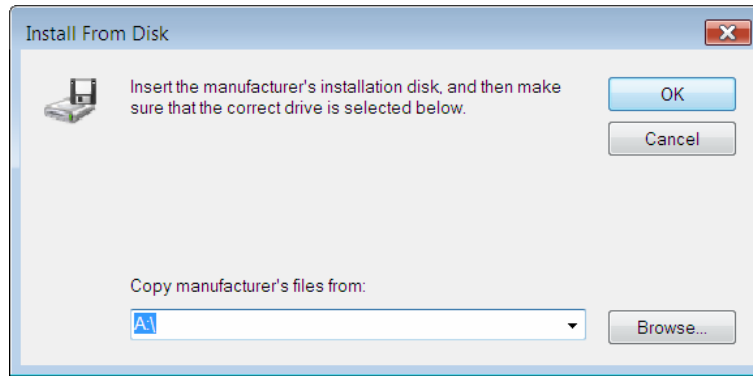 Install From Disk
Insert the manufacturer's installation disk, and then make
sure that the correct drive is selected below.
OK
Cancel
Copy manufacturer's files from:
A:\
Browse...